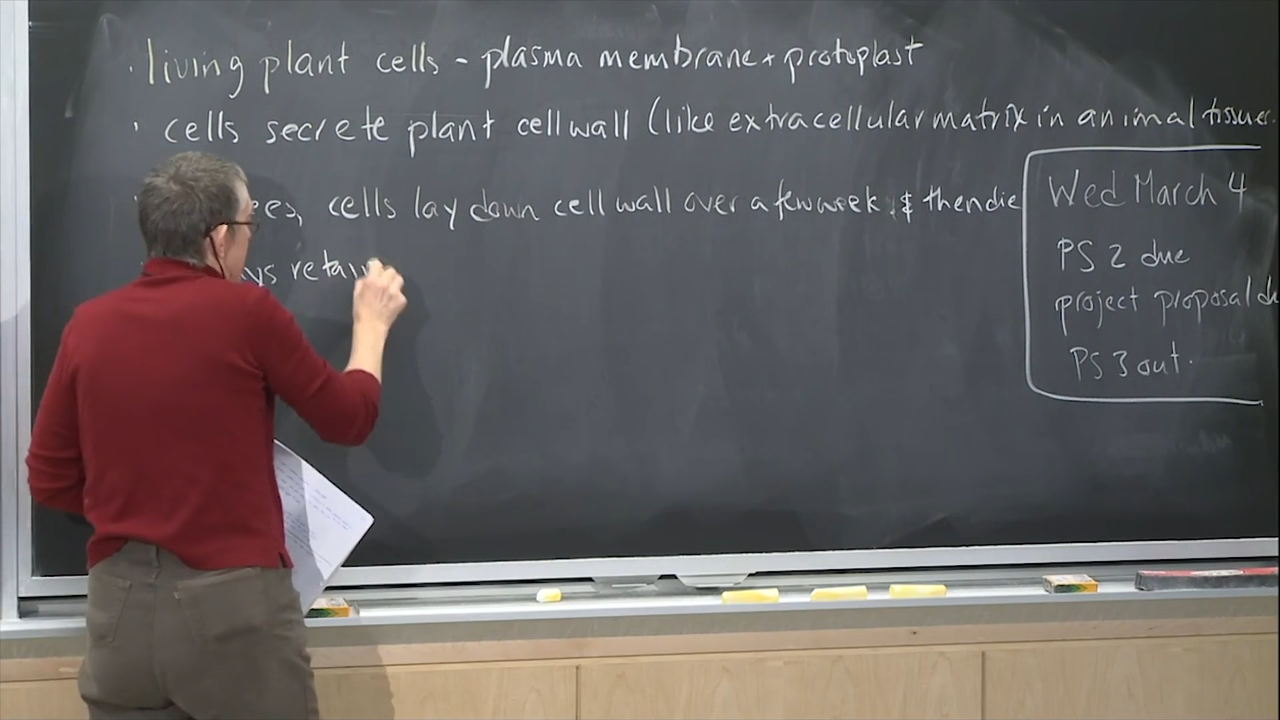 · living plant cells - plasma membrane + protoplast
· cells secrete plant cell wall (like extracellular matrix in animal tissue
cells lay down cell wall over a few week & then die
Wed March 4
PS 2 due
project proposal
PS 3 out.